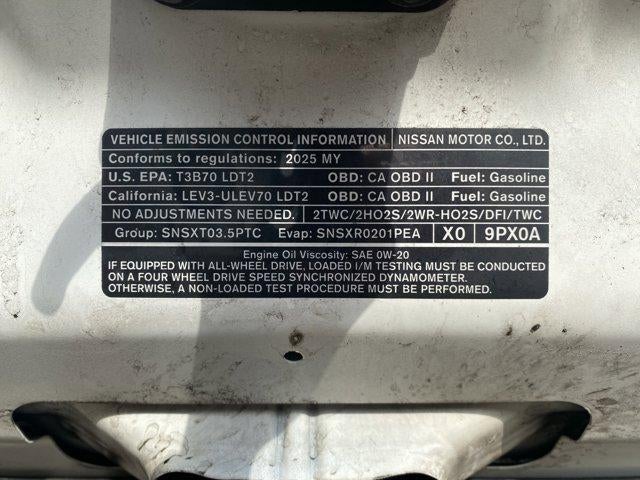 VEHICLE EMISSION CONTROL INFORMATION NISSAN MOTOR CO., LTD.
Conforms to regulations: 2025 MY
U.S. EPA: T3B70 LDT2 OBD: CA OBD II Fuel: Gasoline
California: LEV3-ULEV70 LDT2 OBD: CA OBD II Fuel: Gasoline
NO ADJUSTMENTS NEEDED. 2TWC/2HO2S/2WR-HO2S/DFI/TWC
Group: SNSXT03.5PTC Evap: SNSXR0201PEA X0 9PX0A
Engine Oil Viscosity: SAE 0W-20
IF EQUIPPED WITH ALL-WHEEL DRIVE, LOADED I/M TESTING MUST BE CONDUCTED
ON A FOUR WHEEL DRIVE SPEED SYNCHRONIZED DYNAMOMETER.
OTHERWISE, A NON-LOADED TEST PROCEDURE MUST BE PERFORMED.